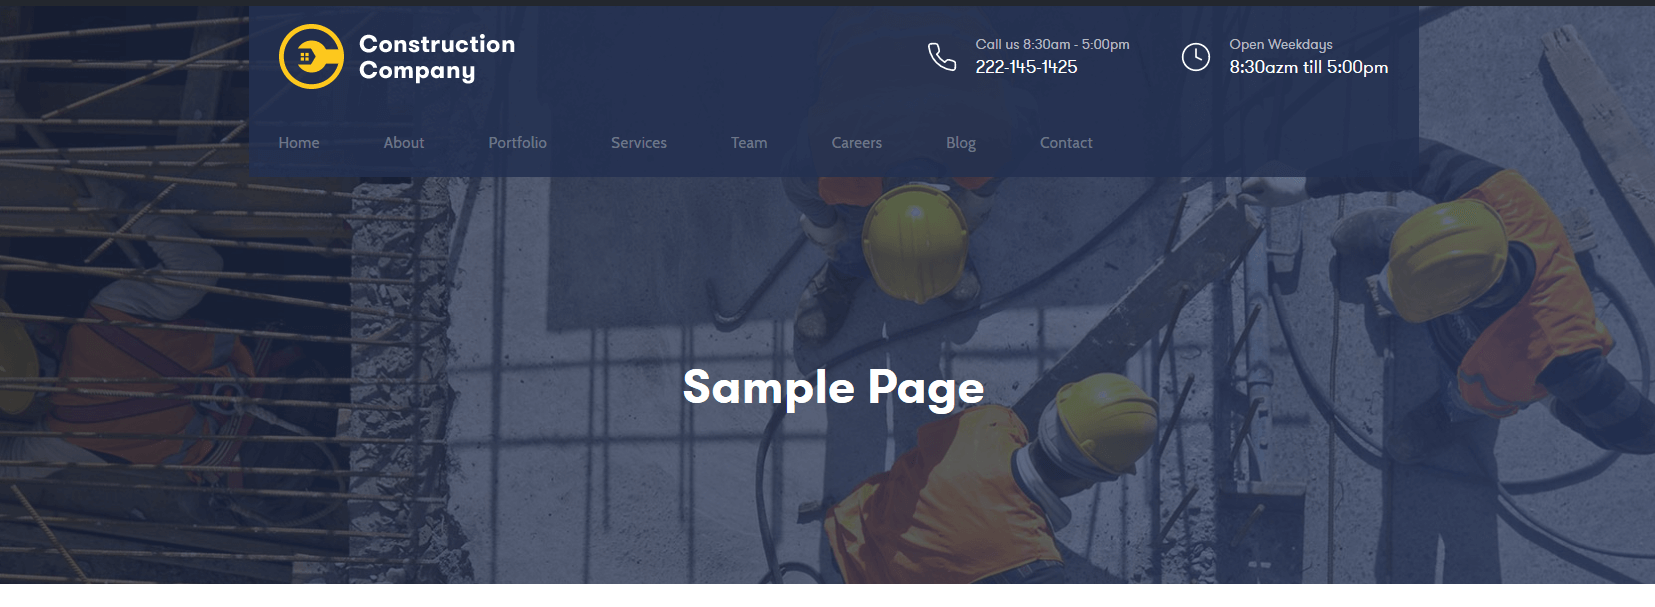 Construction
Company
Call us 8:30am - 5:00pm
222-145-1425
Open Weekdays
8:30azm till 5:00pm
Home About Portfolio Services Team Careers Blog Contact
Sample Page